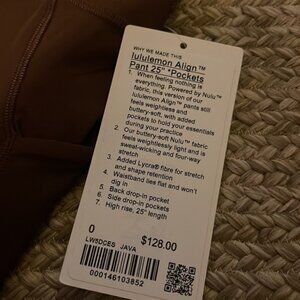 WHY WE MADE THIS
lululemon Align™
Pant 25" *Pockets
1. When feeling nothing is
everything. Powered by Nulu™
fabric, this version of our
lululemon Align™ pants still
feels weightless and
buttery-soft, with added
pockets to hold your essentials
during your practice
2. Our buttery-soft Nulu™ fabric
feels weightlessly light and is
sweat-wicking and four-way
stretch
3. Added Lycra® fibre for stretch
and shape retention
4. Waistband lies flat and won't
dig in
5. Back drop-in pocket
6. Side drop-in pockets
7. High rise, 25" length
0 $128.00
LW5DCES JAVA
000146103852